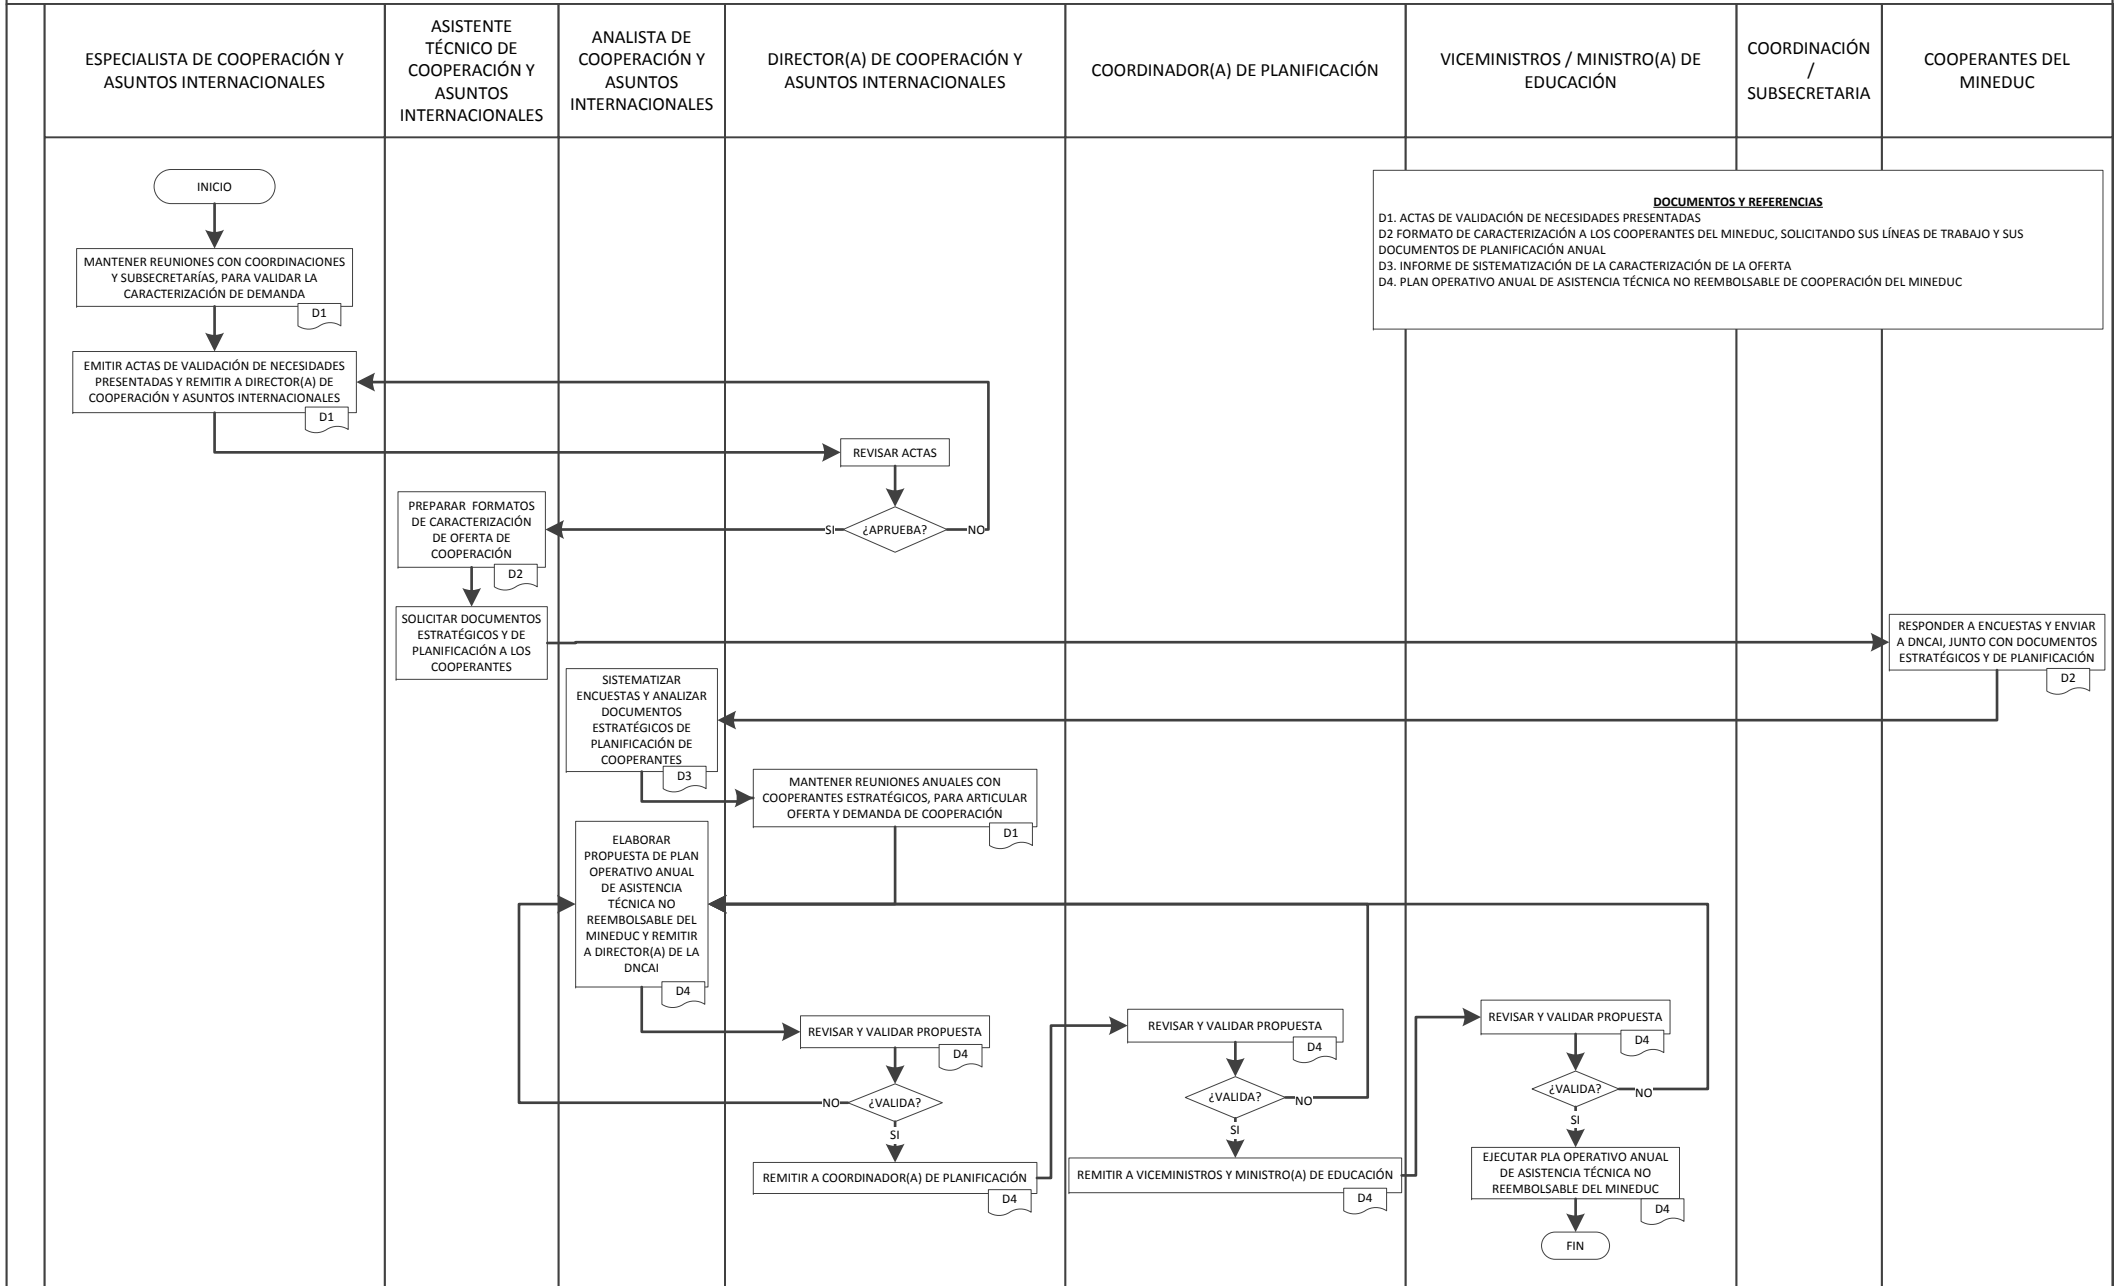 ESPECIALISTA DE COOPERACIÓN Y
ASUNTOS INTERNACIONALES
ASISTENTE
TÉCNICO DE
COOPERACIÓN Y
ASUNTOS
INTERNACIONALES
ANALISTA DE
COOPERACIÓN Y
ASUNTOS
INTERNACIONALES
DIRECTOR(A) DE COOPERACIÓN Y
ASUNTOS INTERNACIONALES
COORDINADOR(A) DE PLANIFICACIÓN
VICEMINISTROS / MINISTRO(A) DE
EDUCACIÓN
COORDINACIÓN
/
SUBSECRETARIA
COOPERANTES DEL
MINEDUC
INICIO
DOCUMENTOS Y REFERENCIAS
D1. ACTAS DE VALIDACIÓN DE NECESIDADES PRESENTADAS
D2 FORMATO DE CARACTERIZACIÓN A LOS COOPERANTES DEL MINEDUC, SOLICITANDO SUS LÍNEAS DE TRABAJO Y SUS
DOCUMENTOS DE PLANIFICACIÓN ANUAL
D3. INFORME DE SISTEMATIZACIÓN DE LA CARACTERIZACIÓN DE LA OFERTA
D4. PLAN OPERATIVO ANUAL DE ASISTENCIA TÉCNICA NO REEMBOLSABLE DE COOPERACIÓN DEL MINEDUC
MANTENER REUNIONES CON COORDINACIONES
Y SUBSECRETARÍAS, PARA VALIDAR LA
CARACTERIZACIÓN DE DEMANDA
D1
EMITIR ACTAS DE VALIDACIÓN DE NECESIDADES
PRESENTADAS Y REMITIR A DIRECTOR(A) DE
COOPERACIÓN Y ASUNTOS INTERNACIONALES
D1
REVISAR ACTAS
¿APRUEBA?
SI
NO
PREPARAR FORMATOS
DE CARACTERIZACIÓN
DE OFERTA DE
COOPERACIÓN
D2
SOLICITAR DOCUMENTOS
ESTRATÉGICOS Y DE
PLANIFICACIÓN A LOS
COOPERANTES
RESPONDER A ENCUESTAS Y ENVIAR
A DNCAI, JUNTO CON DOCUMENTOS
ESTRATÉGICOS Y DE PLANIFICACIÓN
D2
SISTEMATIZAR
ENCUESTAS Y ANALIZAR
DOCUMENTOS
ESTRATÉGICOS DE
PLANIFICACIÓN DE
COOPERANTES
D3
MANTENER REUNIONES ANUALES CON
COOPERANTES ESTRATÉGICOS, PARA ARTICULAR
OFERTA Y DEMANDA DE COOPERACIÓN
D1
ELABORAR
PROPUESTA DE PLAN
OPERATIVO ANUAL
DE ASISTENCIA
TÉCNICA NO
REEMBOLSABLE DEL
MINEDUC Y REMITIR
A DIRECTOR(A) DE LA
DNCAI
D4
REVISAR Y VALIDAR PROPUESTA
D4
¿VALIDA?
NO
SI
REMITIR A COORDINADOR(A) DE PLANIFICACIÓN
D4
REVISAR Y VALIDAR PROPUESTA
D4
¿VALIDA?
NO
SI
REMITIR A VICEMINISTROS Y MINISTRO(A) DE EDUCACIÓN
D4
REVISAR Y VALIDAR PROPUESTA
D4
¿VALIDA?
NO
SI
EJECUTAR PLA OPERATIVO ANUAL
DE ASISTENCIA TÉCNICA NO
REEMBOLSABLE DEL MINEDUC
D4
FIN